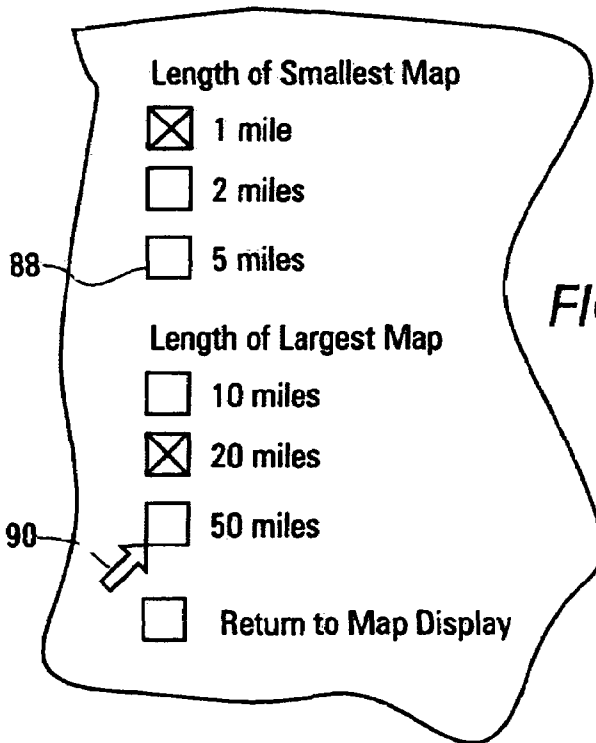 Length of Smallest Map
1 mile
2 miles
88
5 miles
Length of Largest Map
10 miles
20 miles
90
50 miles
Return to Map Display